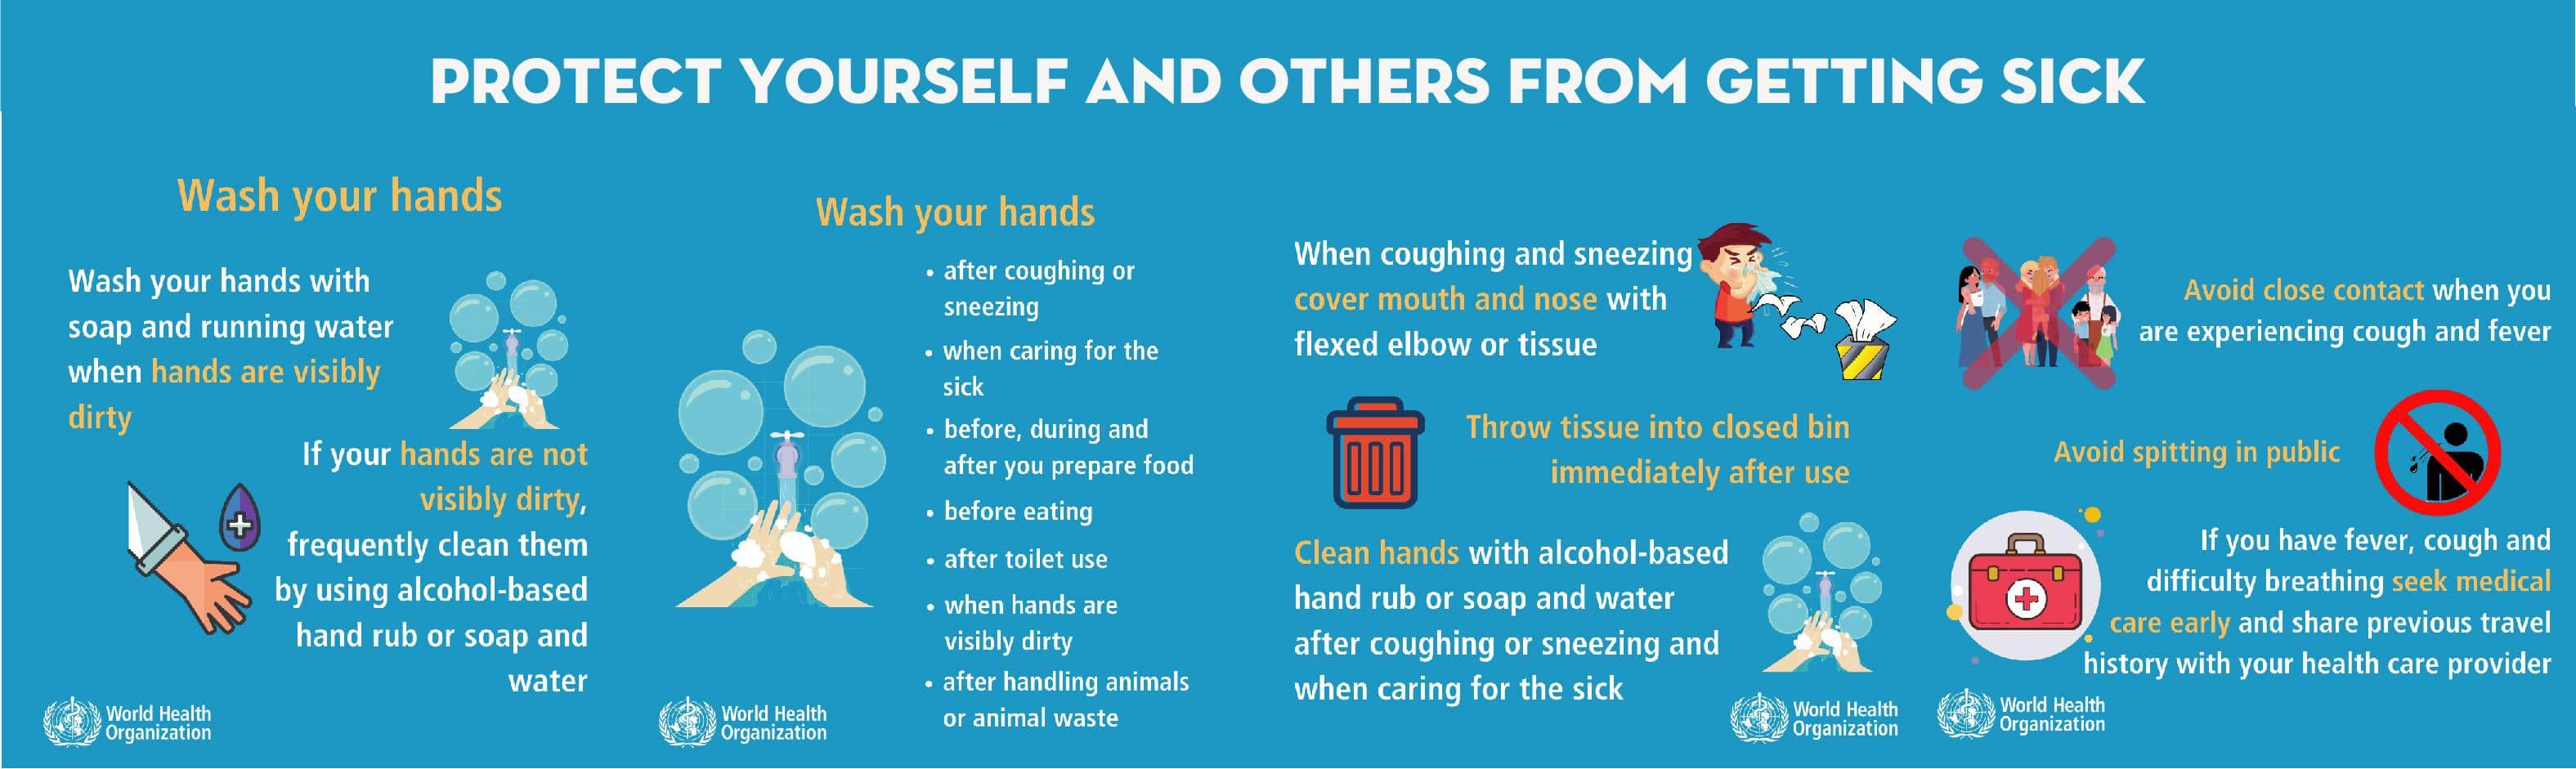 PROTECT YOURSELF AND OTHERS FROM GETTING SICK
Wash your hands
Wash your hands with
soap and running water
when hands are visibly
dirty
If your hands are not
visibly dirty,
frequently clean them
by using alcohol-based
hand rub or soap and
water
World Health
Organization
Wash your hands
• after coughing or
sneezing
• when caring for the
sick
• before, during and
after you prepare food
• before eating
• after toilet use
• when hands are
visibly dirty
• after handling animals
or animal waste
World Health
Organization
When coughing and sneezing
cover mouth and nose with
flexed elbow or tissue
Throw tissue into closed bin
immediately after use
Clean hands with alcohol-based
hand rub or soap and water
after coughing or sneezing and
when caring for the sick
World Health
Organization
Avoid close contact when you
are experiencing cough and fever
Avoid spitting in public
If you have fever, cough and
difficulty breathing seek medical
care early and share previous travel
history with your health care provider
World Health
Organization